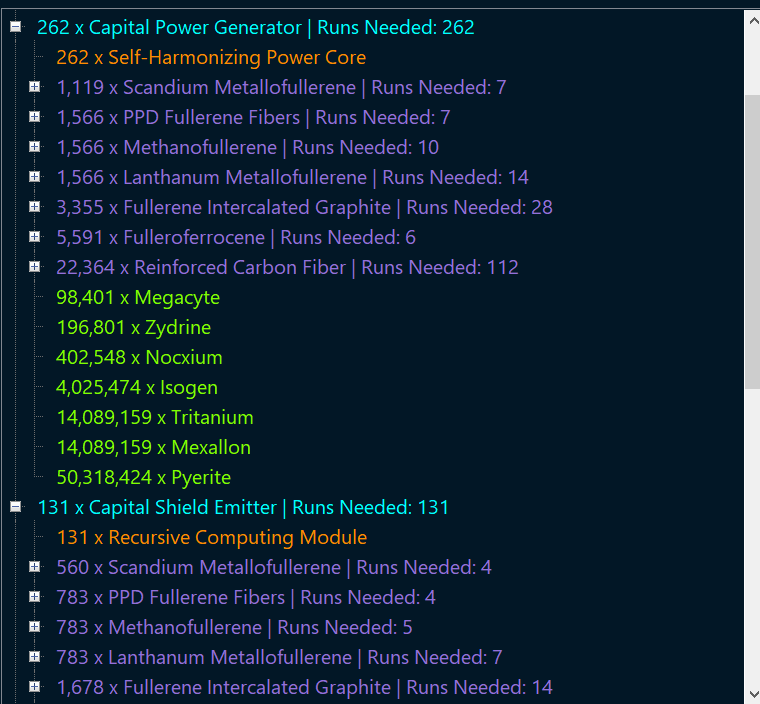 262 x Capital Power Generator | Runs Needed: 262
262 x Self-Harmonizing Power Core
1,119 x Scandium Metallofullerene | Runs Needed: 7
1,566 x PPD Fullerene Fibers | Runs Needed: 7
1,566 x Methanofullerene | Runs Needed: 10
1,566 x Lanthanum Metallofullerene | Runs Needed: 14
3,355 x Fullerene Intercalated Graphite | Runs Needed: 28
5,591 x Fulleroferrocene | Runs Needed: 6
22,364 x Reinforced Carbon Fiber | Runs Needed: 112
98,401 x Megacyte
196,801 x Zydrine
402,548 x Nocxium
4,025,474 x Isogen
14,089,159 x Tritanium
14,089,159 x Mexallon
50,318,424 x Pyerite
131 x Capital Shield Emitter | Runs Needed: 131
131 x Recursive Computing Module
560 x Scandium Metallofullerene | Runs Needed: 4
783 x PPD Fullerene Fibers | Runs Needed: 4
783 x Methanofullerene | Runs Needed: 5
783 x Lanthanum Metallofullerene | Runs Needed: 7
1,678 x Fullerene Intercalated Graphite | Runs Needed: 14